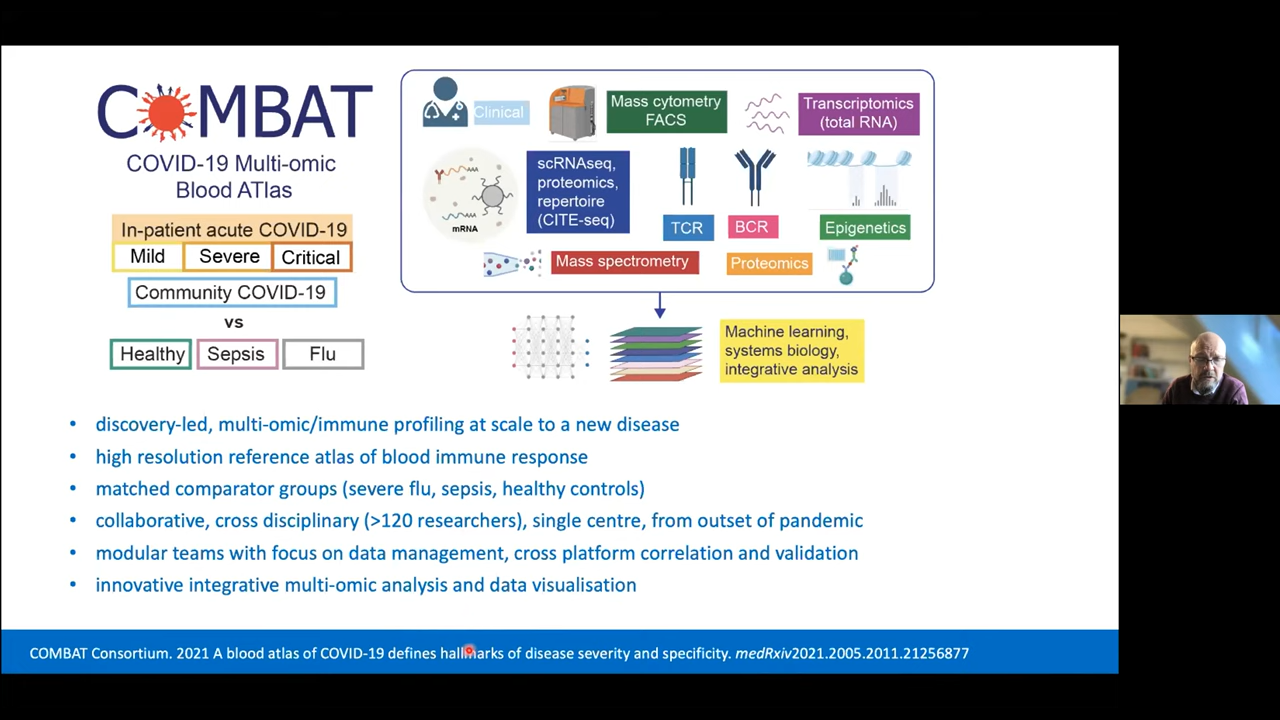 COMBAT
COVID-19 Multi-omic
Blood ATlas
In-patient acute COVID-19
Mild Severe Critical
Community COVID-19
vs
Healthy Sepsis Flu
Clinical
Mass cytometry
FACS
Transcriptomics
(total RNA)
mRNA
scRNAseq,
proteomics,
repertoire
(CITE-seq)
TCR
BCR
Epigenetics
Mass spectrometry
Proteomics
Machine learning,
systems biology,
integrative analysis
• discovery-led, multi-omic/immune profiling at scale to a new disease
• high resolution reference atlas of blood immune response
• matched comparator groups (severe flu, sepsis, healthy controls)
• collaborative, cross disciplinary (>120 researchers), single centre, from outset of pandemic
• modular teams with focus on data management, cross platform correlation and validation
• innovative integrative multi-omic analysis and data visualisation
COMBAT Consortium. 2021 A blood atlas of COVID-19 defines hallmarks of disease severity and specificity. medRxiv2021.2005.2011.21256877